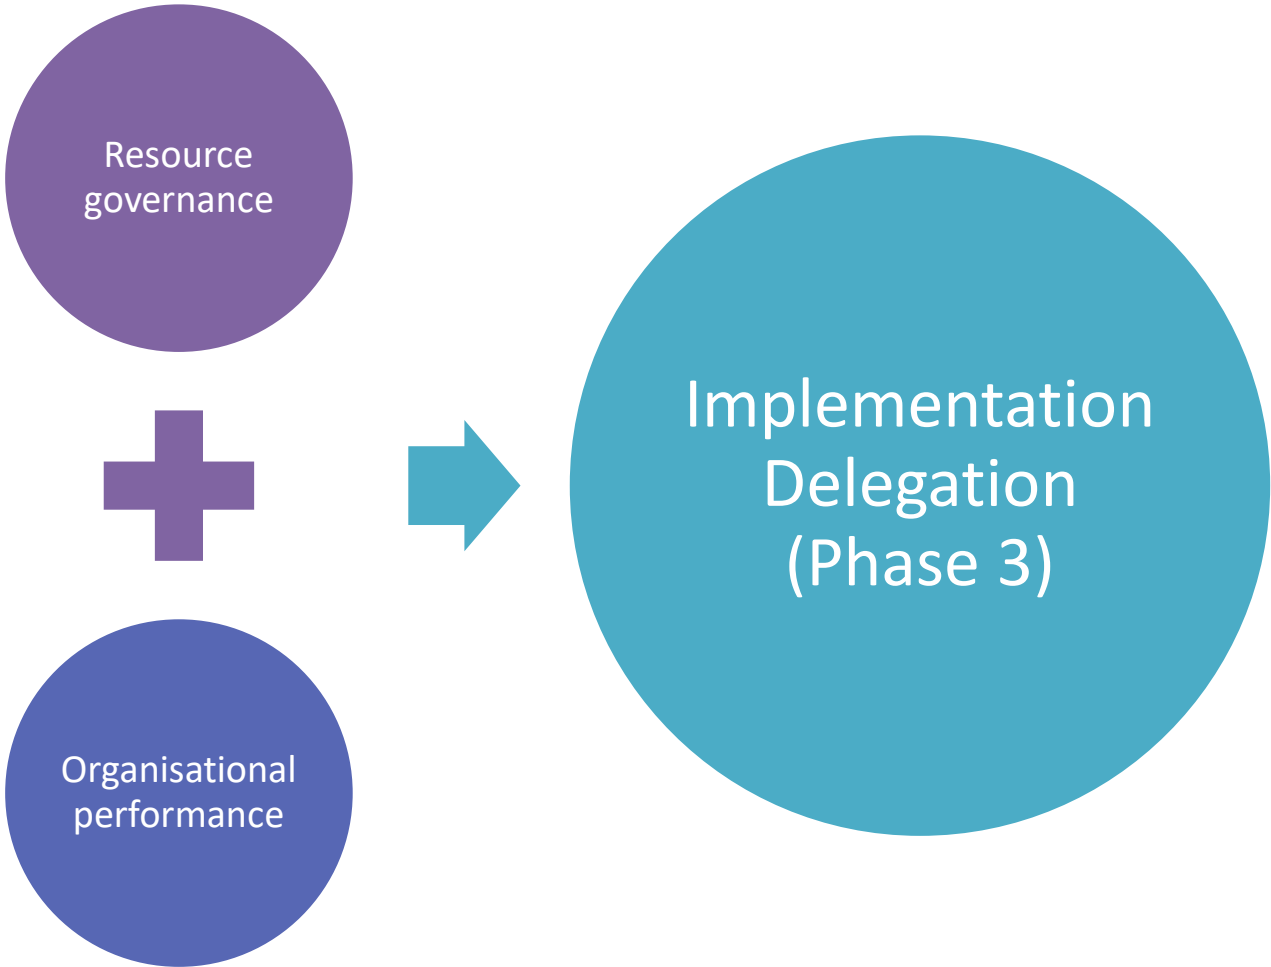 Resource
governance
Organisational
performance
Implementation
Delegation
(Phase 3)